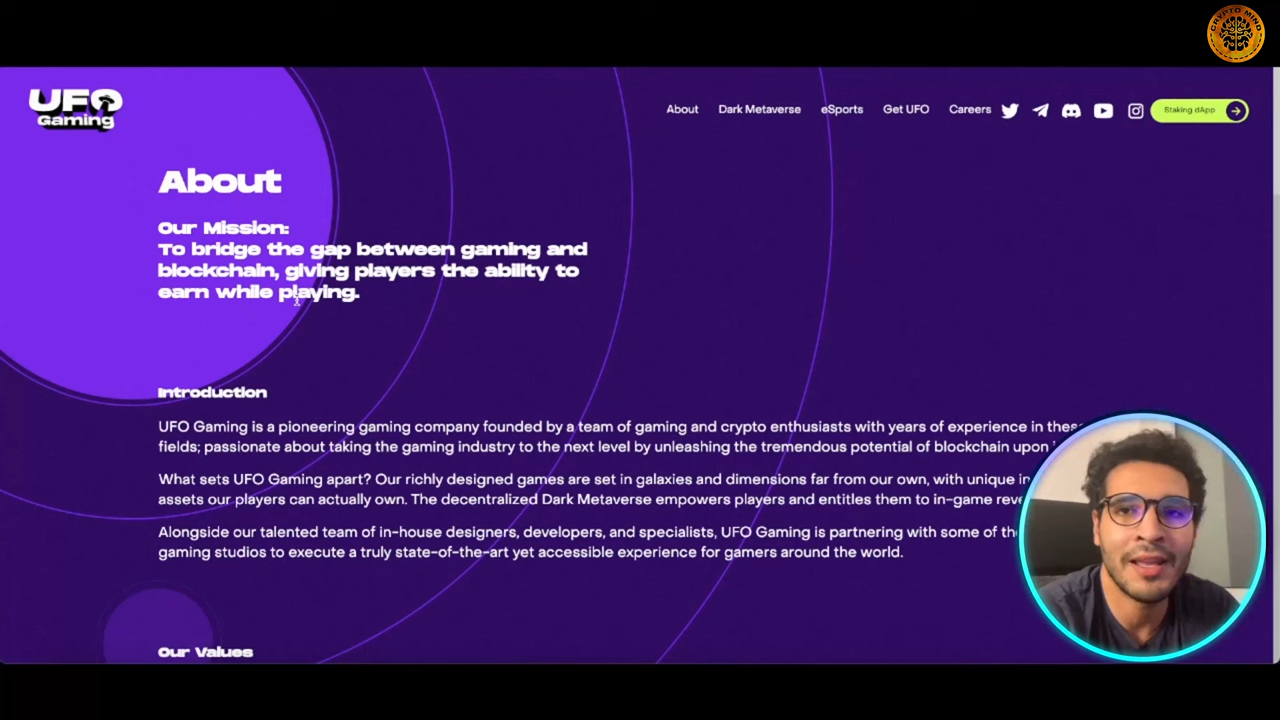 CRYPTO MIND
UFO
Gaming
About Dark Metaverse eSports Get UFO Careers Staking dApp
About
Our Mission:
To bridge the gap between gaming and
blockchain, giving players the ability to
earn while playing.
Introduction
UFO Gaming is a pioneering gaming company founded by a team of gaming and crypto enthusiasts with years of experience in these
fields; passionate about taking the gaming industry to the next level by unleashing the tremendous potential of blockchain upon
What sets UFO Gaming apart? Our richly designed games are set in galaxies and dimensions far from our own, with unique in
assets our players can actually own. The decentralized Dark Metaverse empowers players and entitles them to in-game
Alongside our talented team of in-house designers, developers, and specialists, UFO Gaming is partnering with some of the
gaming studios to execute a truly state-of-the-art yet accessible experience for gamers around the world.
Our Values